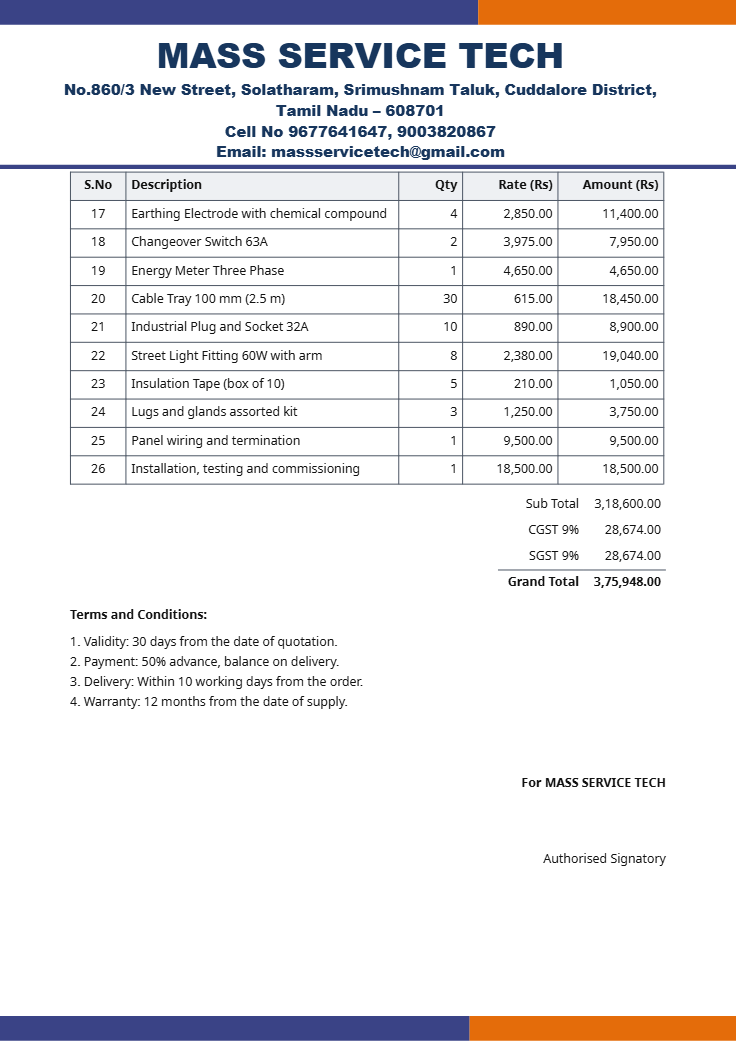 MASS SERVICE TECH
No.860/3 New Street, Solatharam, Srimushnam Taluk, Cuddalore District,
Tamil Nadu – 608701
Cell No 9677641647, 9003820867
Email: massservicetech@gmail.com
S.No Description Qty Rate (Rs) Amount (Rs)
17 Earthing Electrode with chemical compound 4 2,850.00 11,400.00
18 Changeover Switch 63A 2 3,975.00 7,950.00
19 Energy Meter Three Phase 1 4,650.00 4,650.00
20 Cable Tray 100 mm (2.5 m) 30 615.00 18,450.00
21 Industrial Plug and Socket 32A 10 890.00 8,900.00
22 Street Light Fitting 60W with arm 8 2,380.00 19,040.00
23 Insulation Tape (box of 10) 5 210.00 1,050.00
24 Lugs and glands assorted kit 3 1,250.00 3,750.00
25 Panel wiring and termination 1 9,500.00 9,500.00
26 Installation, testing and commissioning 1 18,500.00 18,500.00
Sub Total 3,18,600.00
CGST 9% 28,674.00
SGST 9% 28,674.00
Grand Total 3,75,948.00
Terms and Conditions:
1. Validity: 30 days from the date of quotation.
2. Payment: 50% advance, balance on delivery.
3. Delivery: Within 10 working days from the order.
4. Warranty: 12 months from the date of supply.
For MASS SERVICE TECH
Authorised Signatory